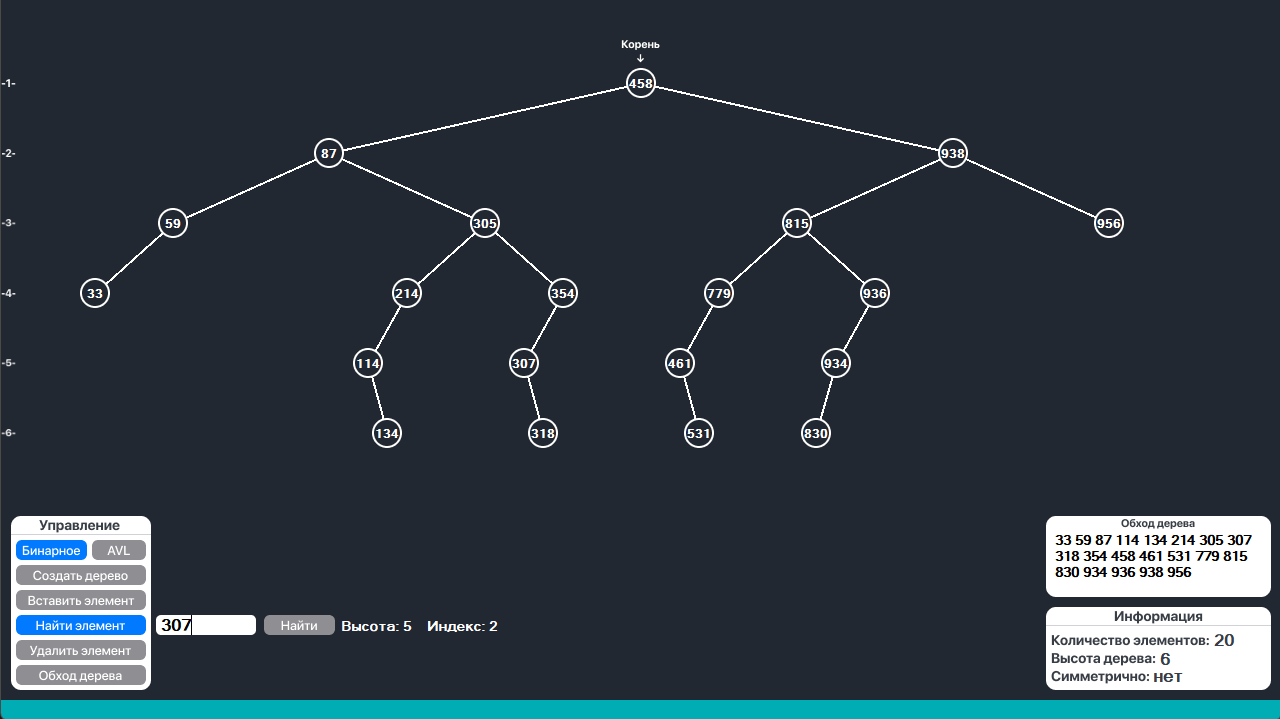 Корень
↓
-1- 458
-2- 87 938
-3- 59 305 815 956
-4- 33 214 354 779 936
-5- 114 307 461 934
-6- 134 318 531 830
Управление
Бинарное AVL
Создать дерево
Вставить элемент
Найти элемент 307 Найти Высота: 5 Индекс: 2
Удалить элемент
Обход дерева
Обход дерева
33 59 87 114 134 214 305 307
318 354 458 461 531 779 815
830 934 936 938 956
Информация
Количество элементов: 20
Высота дерева: 6
Симметрично: нет